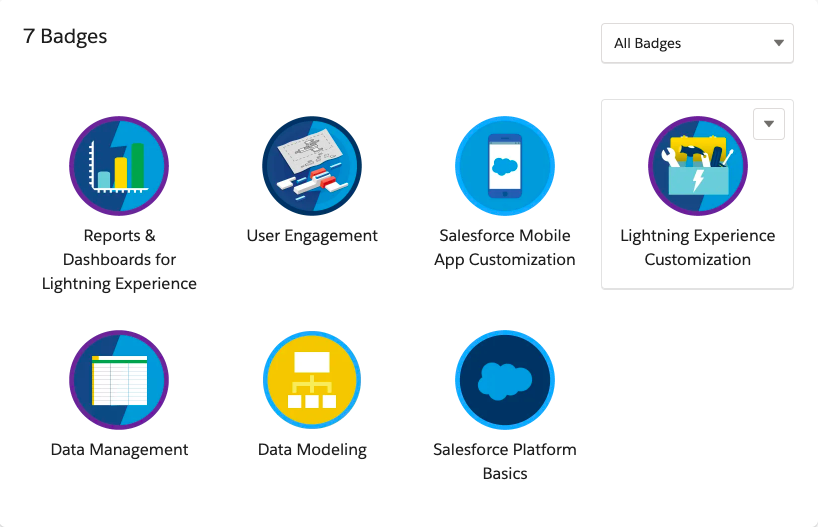 7 Badges
All Badges
Reports &
Dashboards for
Lightning Experience
User Engagement
Salesforce Mobile
App Customization
Lightning Experience
Customization
Data Management
Data Modeling
Salesforce Platform
Basics